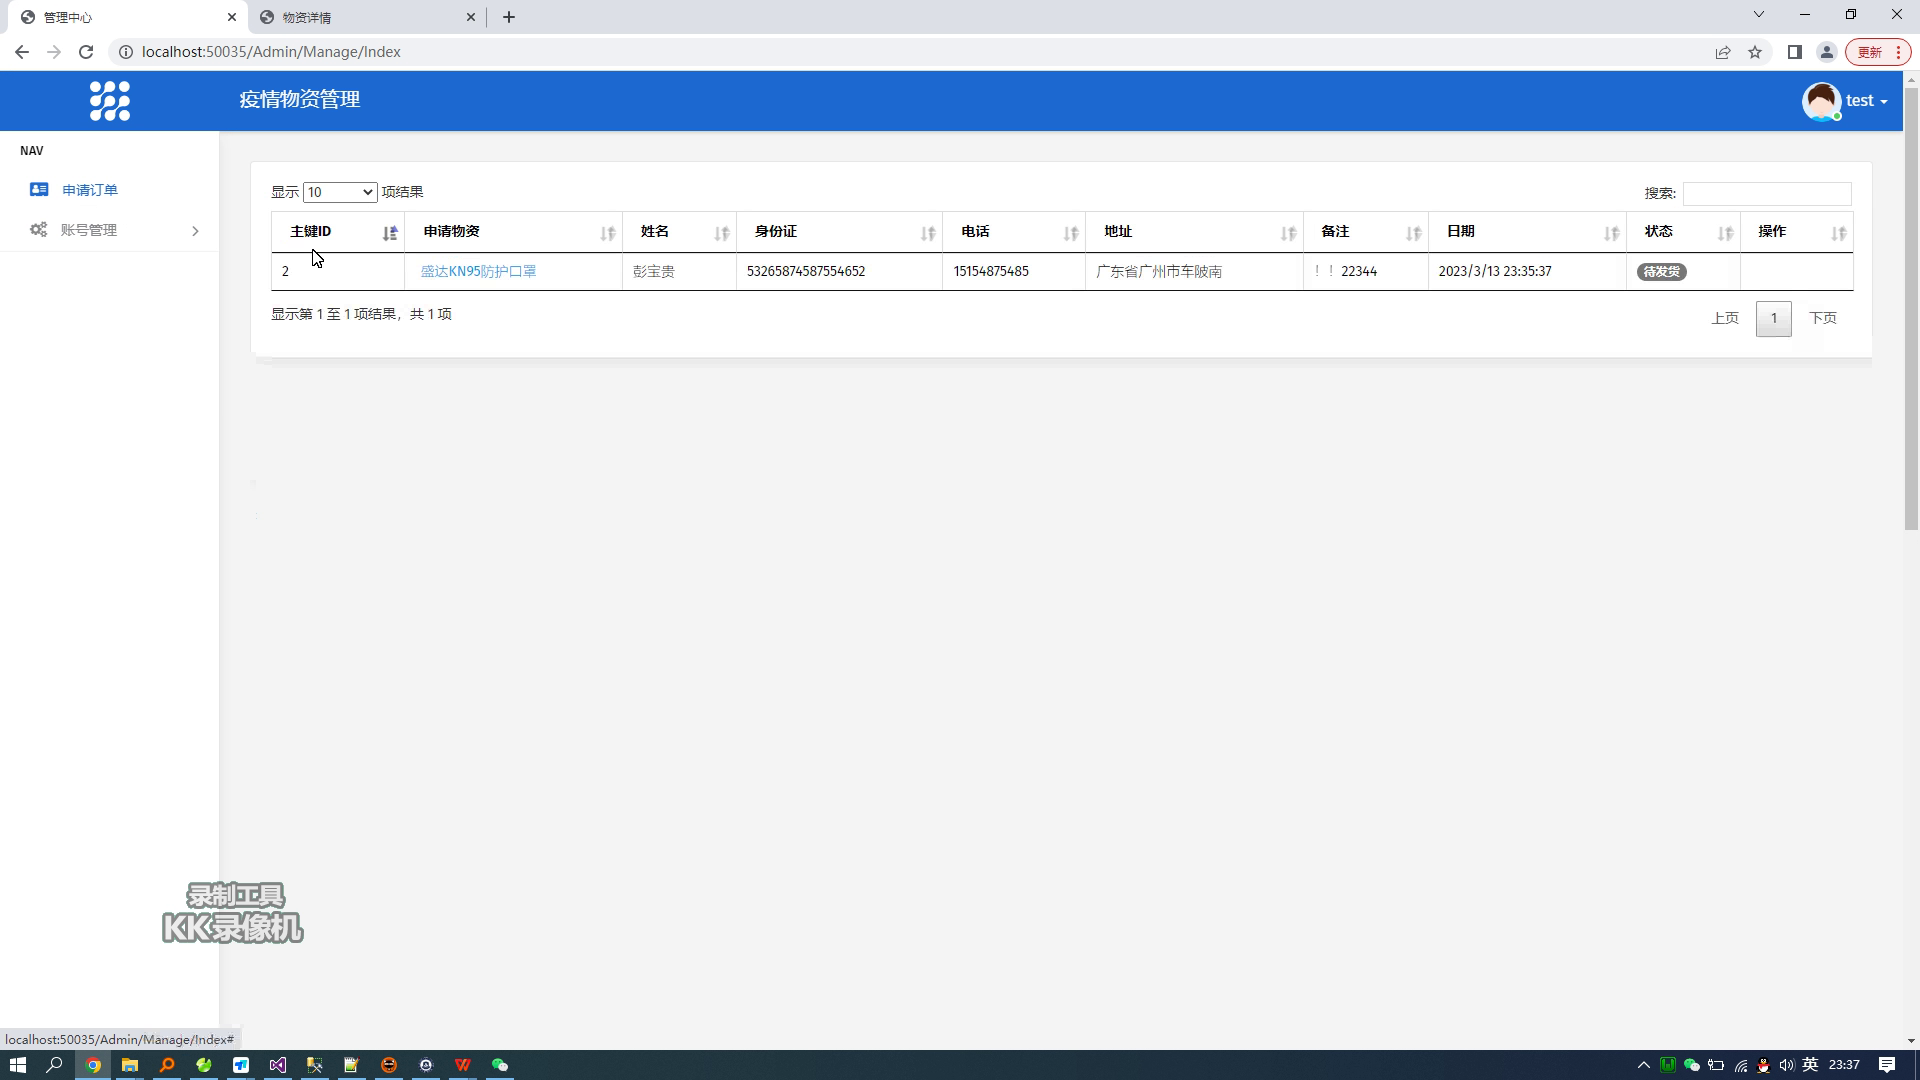 管理中心
物资详情
localhost:50035/Admin/Manage/Index
更新
疫情物资管理
test
NAV
申请订单
账号管理
显示 10 项结果
搜索:
主键ID 申请物资 姓名 身份证 电话 地址 备注 日期 状态 操作
2 盛达KN95防护口罩 彭宝贵 53265874587554652 15154875485 广东省广州市车陂南 ！！22344 2023/3/13 23:35:37 待发货
显示第 1 至 1 项结果，共 1 项
上页 1 下页
录制工具
KK录像机
localhost:50035/Admin/Manage/Index#
英 23:37